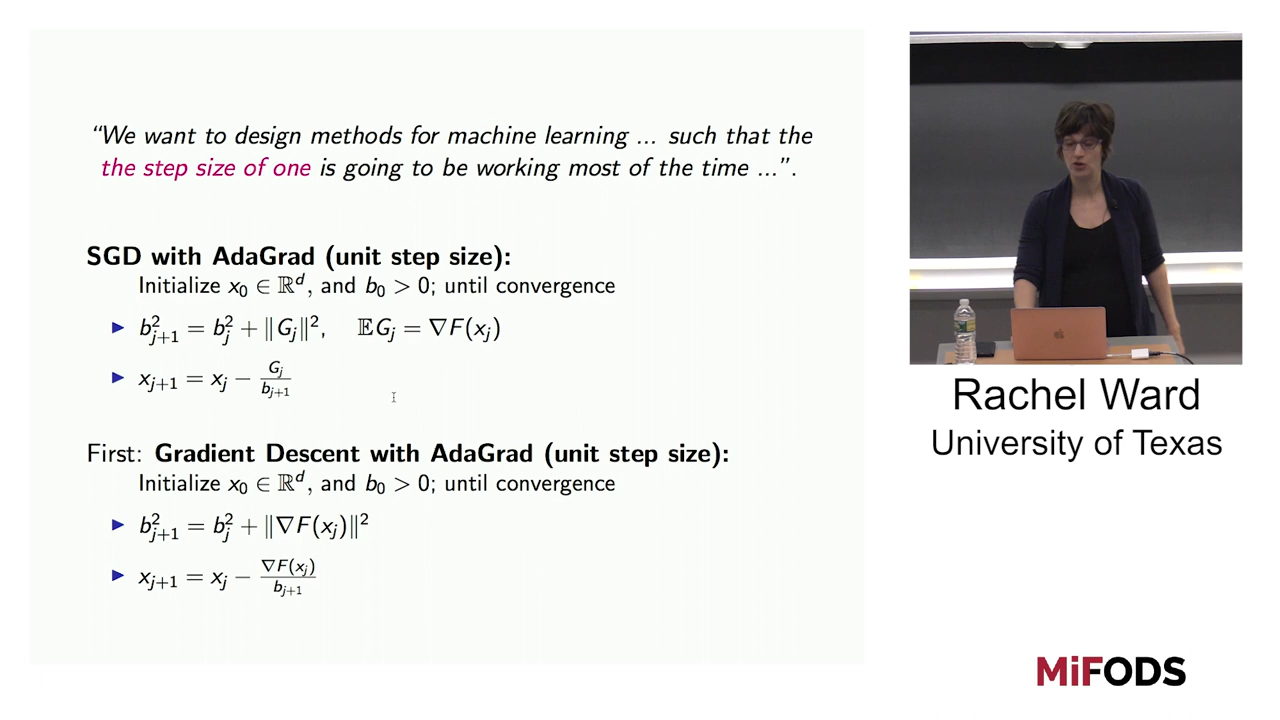 “We want to design methods for machine learning ... such that the
the step size of one is going to be working most of the time ...”.
SGD with AdaGrad (unit step size):
Initialize x₀ ∈ ℝᵈ, and b₀ > 0; until convergence
▶ b²ⱼ₊₁ = b²ⱼ + ‖Gⱼ‖², 𝔼Gⱼ = ∇F(xⱼ)
▶ xⱼ₊₁ = xⱼ − Gⱼ/bⱼ₊₁
First: Gradient Descent with AdaGrad (unit step size):
Initialize x₀ ∈ ℝᵈ, and b₀ > 0; until convergence
▶ b²ⱼ₊₁ = b²ⱼ + ‖∇F(xⱼ)‖²
▶ xⱼ₊₁ = xⱼ − ∇F(xⱼ)/bⱼ₊₁
Rachel Ward
University of Texas
MiFODS